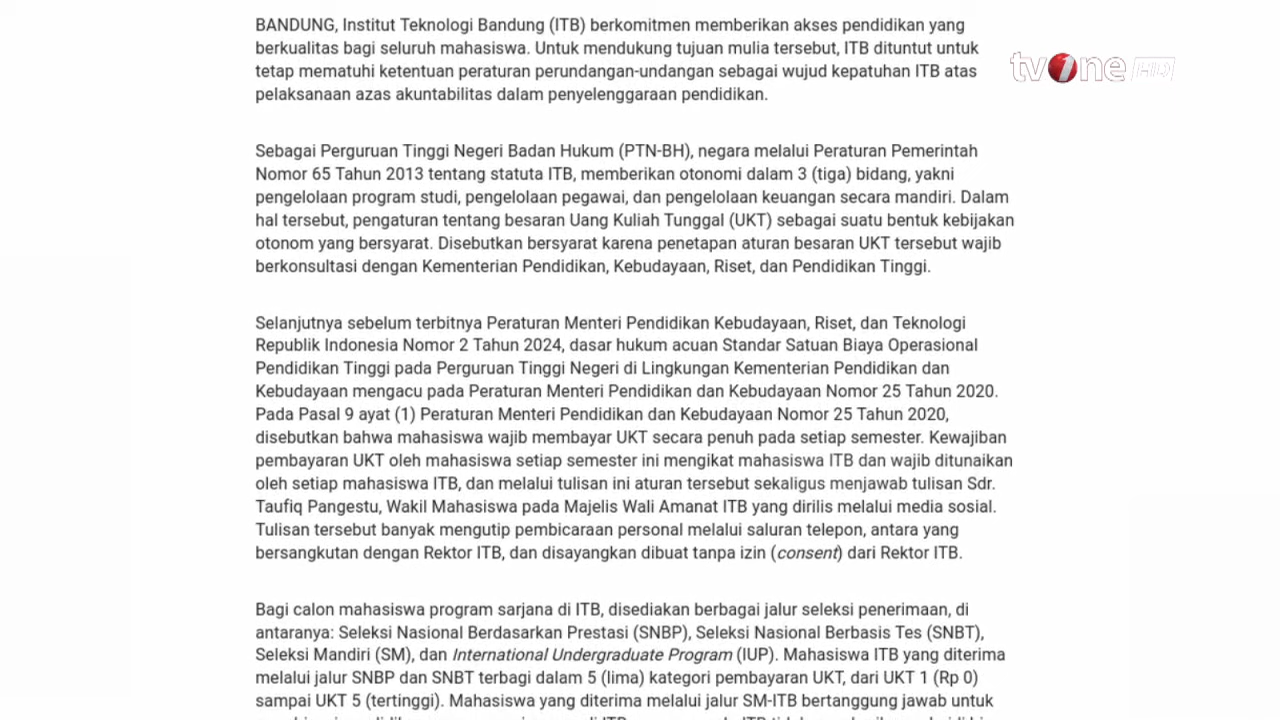 BANDUNG, Institut Teknologi Bandung (ITB) berkomitmen memberikan akses pendidikan yang
berkualitas bagi seluruh mahasiswa. Untuk mendukung tujuan mulia tersebut, ITB dituntut untuk
tetap mematuhi ketentuan peraturan perundangan-undangan sebagai wujud kepatuhan ITB atas
pelaksanaan azas akuntabilitas dalam penyelenggaraan pendidikan.
tvOne HD
Sebagai Perguruan Tinggi Negeri Badan Hukum (PTN-BH), negara melalui Peraturan Pemerintah
Nomor 65 Tahun 2013 tentang statuta ITB, memberikan otonomi dalam 3 (tiga) bidang, yakni
pengelolaan program studi, pengelolaan pegawai, dan pengelolaan keuangan secara mandiri. Dalam
hal tersebut, pengaturan tentang besaran Uang Kuliah Tunggal (UKT) sebagai suatu bentuk kebijakan
otonom yang bersyarat. Disebutkan bersyarat karena penetapan aturan besaran UKT tersebut wajib
berkonsultasi dengan Kementerian Pendidikan, Kebudayaan, Riset, dan Pendidikan Tinggi.
Selanjutnya sebelum terbitnya Peraturan Menteri Pendidikan Kebudayaan, Riset, dan Teknologi
Republik Indonesia Nomor 2 Tahun 2024, dasar hukum acuan Standar Satuan Biaya Operasional
Pendidikan Tinggi pada Perguruan Tinggi Negeri di Lingkungan Kementerian Pendidikan dan
Kebudayaan mengacu pada Peraturan Menteri Pendidikan dan Kebudayaan Nomor 25 Tahun 2020.
Pada Pasal 9 ayat (1) Peraturan Menteri Pendidikan dan Kebudayaan Nomor 25 Tahun 2020,
disebutkan bahwa mahasiswa wajib membayar UKT secara penuh pada setiap semester. Kewajiban
pembayaran UKT oleh mahasiswa setiap semester ini mengikat mahasiswa ITB dan wajib ditunaikan
oleh setiap mahasiswa ITB, dan melalui tulisan ini aturan tersebut sekaligus menjawab tulisan Sdr.
Taufiq Pangestu, Wakil Mahasiswa pada Majelis Wali Amanat ITB yang dirilis melalui media sosial.
Tulisan tersebut banyak mengutip pembicaraan personal melalui saluran telepon, antara yang
bersangkutan dengan Rektor ITB, dan disayangkan dibuat tanpa izin (consent) dari Rektor ITB.
Bagi calon mahasiswa program sarjana di ITB, disediakan berbagai jalur seleksi penerimaan, di
antaranya: Seleksi Nasional Berdasarkan Prestasi (SNBP), Seleksi Nasional Berbasis Tes (SNBT),
Seleksi Mandiri (SM), dan International Undergraduate Program (IUP). Mahasiswa ITB yang diterima
melalui jalur SNBP dan SNBT terbagi dalam 5 (lima) kategori pembayaran UKT, dari UKT 1 (Rp 0)
sampai UKT 5 (tertinggi). Mahasiswa yang diterima melalui jalur SM-ITB bertanggung jawab untuk